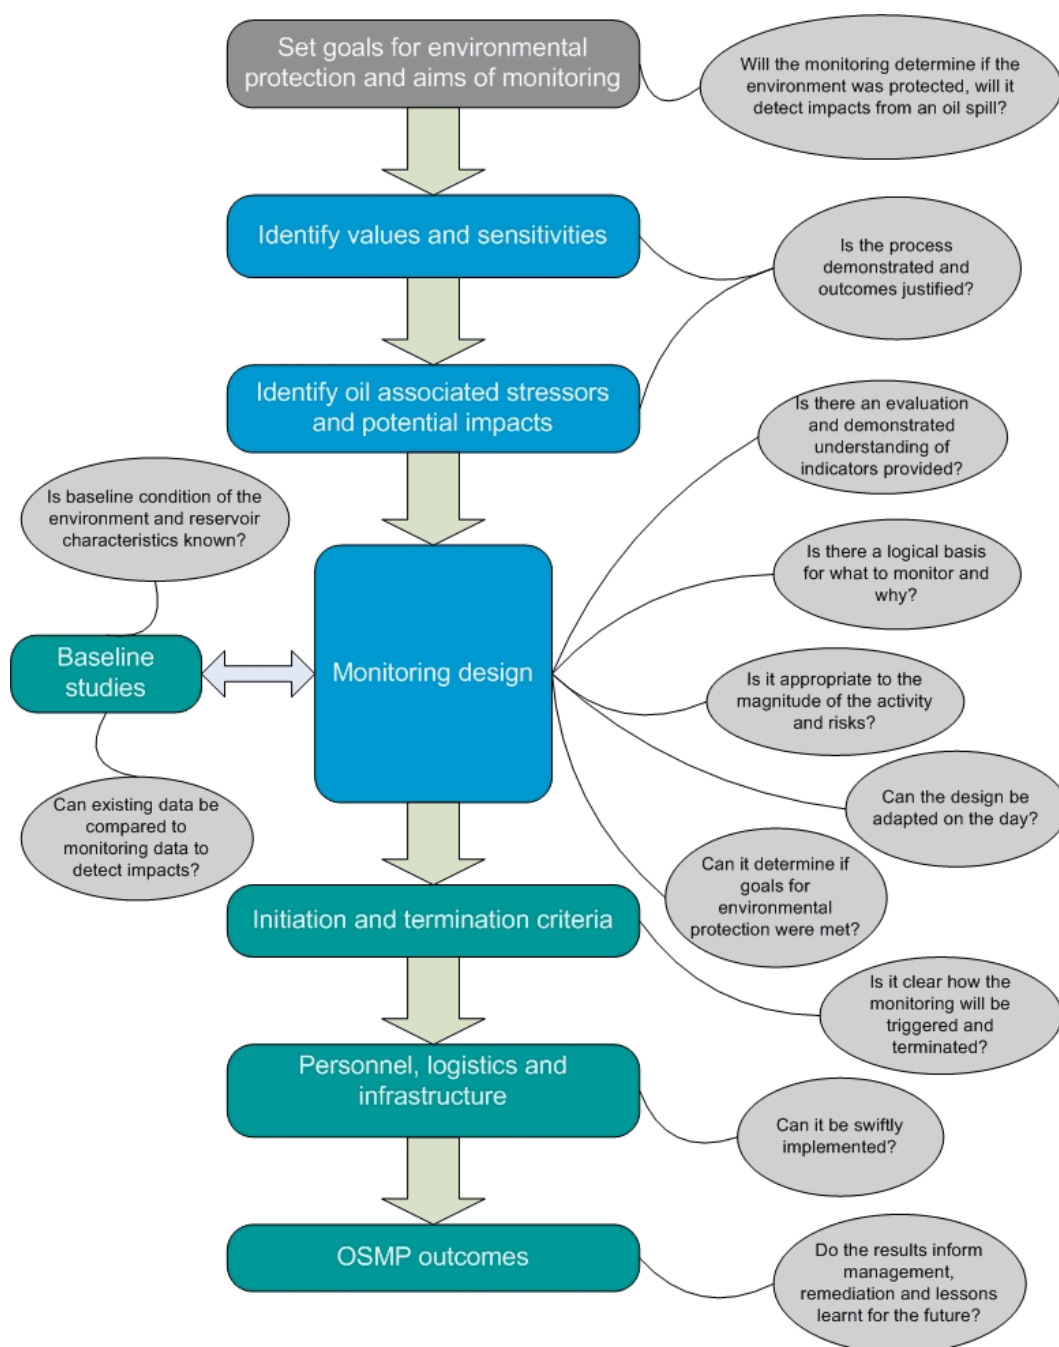 Set goals for environmental
protection and aims of monitoring
Will the monitoring determine if the
environment was protected, will it
detect impacts from an oil spill?
Identify values and sensitivities
Is the process
demonstrated and
outcomes justified?
Identify oil associated stressors
and potential impacts
Is there an evaluation
and demonstrated
understanding of
indicators provided?
Is baseline condition of the
environment and reservoir
characteristics known?
Is there a logical basis
for what to monitor and
why?
Baseline
studies
Monitoring design
Is it appropriate to the
magnitude of the activity
and risks?
Can existing data be
compared to
monitoring data to
detect impacts?
Can the design be
adapted on the day?
Can it determine if
goals for
environmental
protection were met?
Initiation and termination criteria
Is it clear how the
monitoring will be
triggered and
terminated?
Personnel, logistics and
infrastructure
Can it be swiftly
implemented?
OSMP outcomes
Do the results inform
management,
remediation and lessons
learnt for the future?